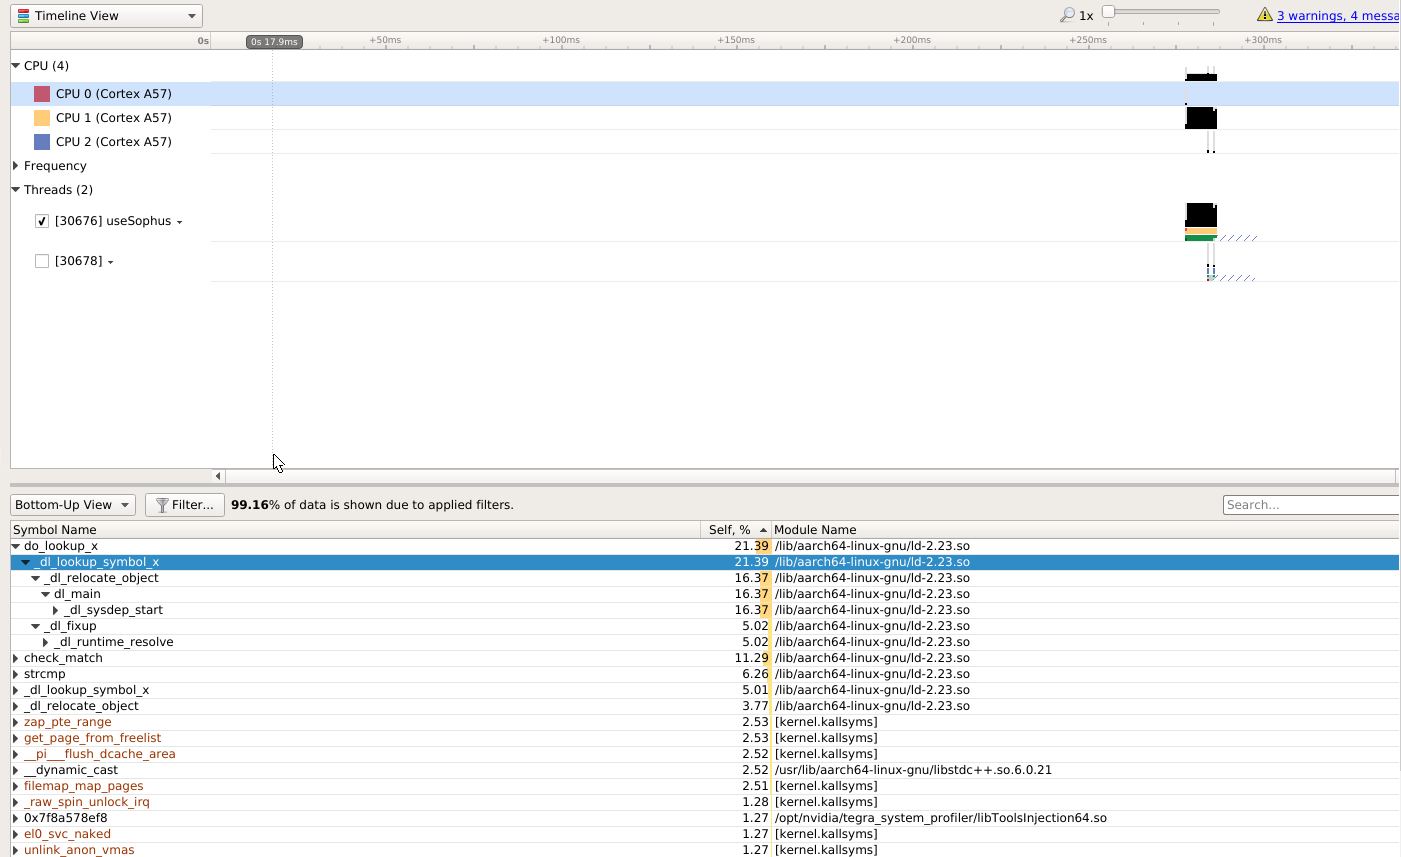 Timeline View 1x 3 warnings, 4 messa
0s 0s 17.9ms +50ms +100ms +150ms +200ms +250ms +300ms
CPU (4)
CPU 0 (Cortex A57)
CPU 1 (Cortex A57)
CPU 2 (Cortex A57)
Frequency
Threads (2)
[30676] useSophus
[30678]
Bottom-Up View Filter... 99.16% of data is shown due to applied filters. Search...
Symbol Name Self, % Module Name
do_lookup_x 21.39 /lib/aarch64-linux-gnu/ld-2.23.so
_dl_lookup_symbol_x 21.39 /lib/aarch64-linux-gnu/ld-2.23.so
_dl_relocate_object 16.37 /lib/aarch64-linux-gnu/ld-2.23.so
dl_main 16.37 /lib/aarch64-linux-gnu/ld-2.23.so
_dl_sysdep_start 16.37 /lib/aarch64-linux-gnu/ld-2.23.so
_dl_fixup 5.02 /lib/aarch64-linux-gnu/ld-2.23.so
_dl_runtime_resolve 5.02 /lib/aarch64-linux-gnu/ld-2.23.so
check_match 11.29 /lib/aarch64-linux-gnu/ld-2.23.so
strcmp 6.26 /lib/aarch64-linux-gnu/ld-2.23.so
_dl_lookup_symbol_x 5.01 /lib/aarch64-linux-gnu/ld-2.23.so
_dl_relocate_object 3.77 /lib/aarch64-linux-gnu/ld-2.23.so
zap_pte_range 2.53 [kernel.kallsyms]
get_page_from_freelist 2.53 [kernel.kallsyms]
__pi___flush_dcache_area 2.52 [kernel.kallsyms]
__dynamic_cast 2.52 /usr/lib/aarch64-linux-gnu/libstdc++.so.6.0.21
filemap_map_pages 2.51 [kernel.kallsyms]
_raw_spin_unlock_irq 1.28 [kernel.kallsyms]
0x7f8a578ef8 1.27 /opt/nvidia/tegra_system_profiler/libToolsInjection64.so
el0_svc_naked 1.27 [kernel.kallsyms]
unlink_anon_vmas 1.27 [kernel.kallsyms]